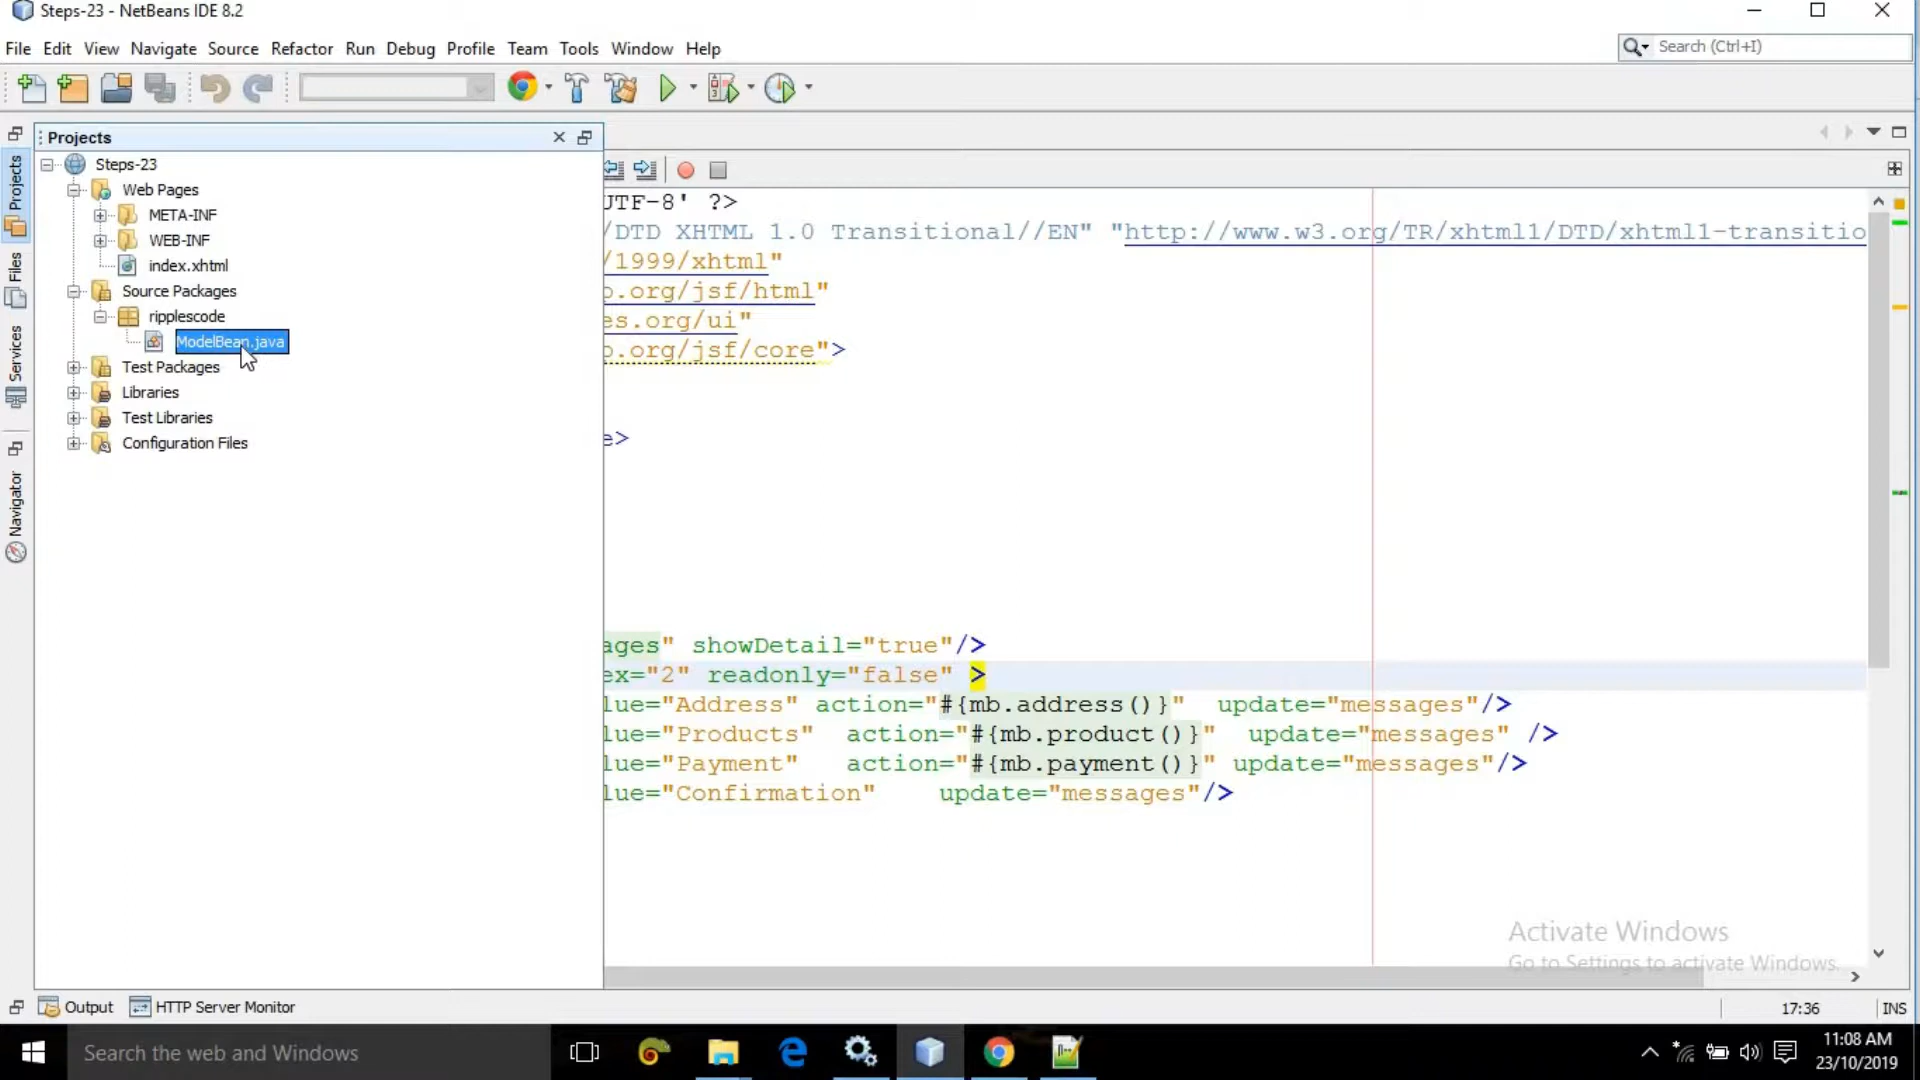 Steps-23 - NetBeans IDE 8.2
File Edit View Navigate Source Refactor Run Debug Profile Team Tools Window Help
Search (Ctrl+I)
Projects
Projects
Files
Services
Navigator
Steps-23
Web Pages
META-INF
WEB-INF
index.xhtml
Source Packages
ripplescode
ModelBean.java
Test Packages
Libraries
Test Libraries
Configuration Files
UTF-8' ?>
/DTD XHTML 1.0 Transitional//EN" "http://www.w3.org/TR/xhtml1/DTD/xhtml1-transitio
/1999/xhtml"
p.org/jsf/html"
es.org/ui"
p.org/jsf/core">
e>
ages" showDetail="true"/>
ex="2" readonly="false" >
lue="Address" action="#{mb.address()}" update="messages"/>
lue="Products" action="#{mb.product()}" update="messages" />
lue="Payment" action="#{mb.payment()}" update="messages"/>
lue="Confirmation" update="messages"/>
Activate Windows
Go to Settings to activate Windows.
Output HTTP Server Monitor
17:36 INS
Search the web and Windows
11:08 AM
23/10/2019